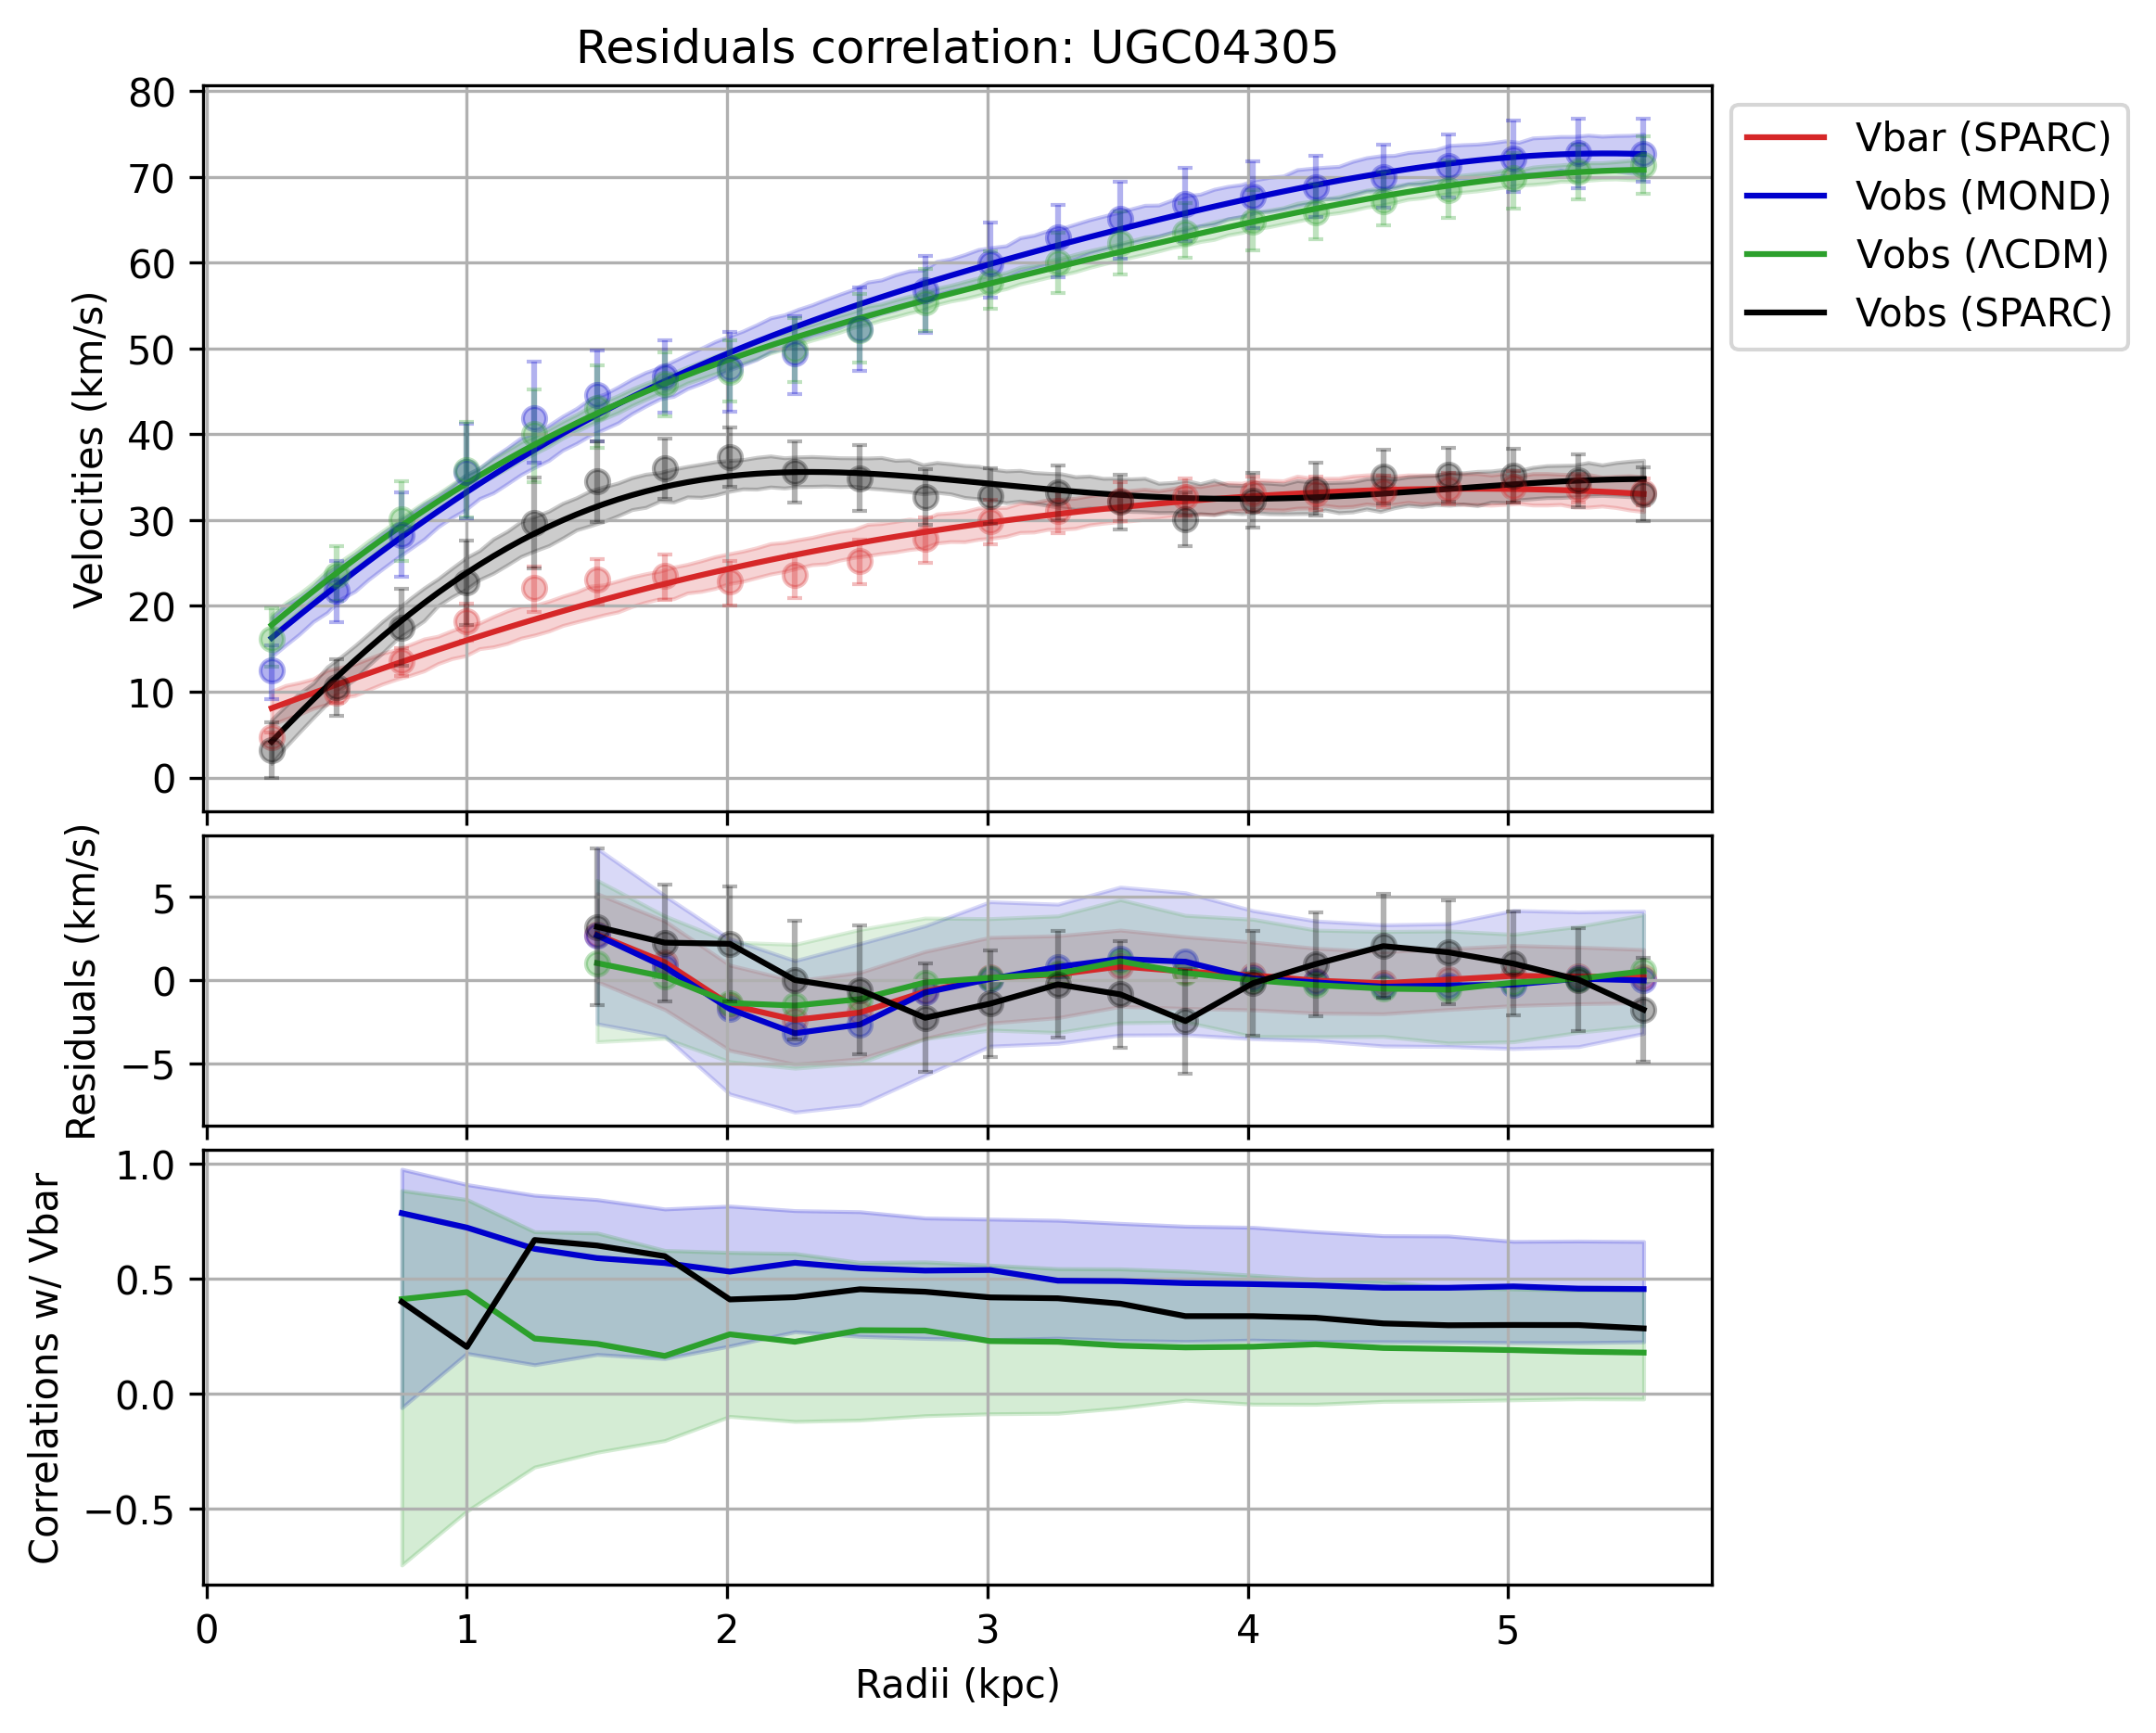 Residuals correlation: UGC04305
80
70
60
50
40
30
20
10
0
Velocities (km/s)
Vbar (SPARC)
Vobs (MOND)
Vobs (ΛCDM)
Vobs (SPARC)
5
0
−5
Residuals (km/s)
1.0
0.5
0.0
−0.5
Correlations w/ Vbar
0 1 2 3 4 5
Radii (kpc)